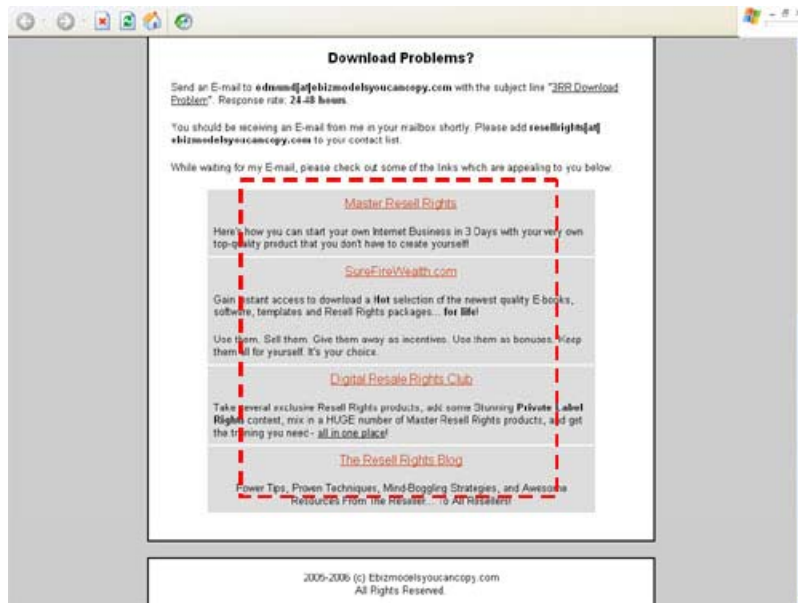 Download Problems?
Send an E-mail to edmund[at]ebizmodelsyoucancopy.com with the subject line "3RR Download
Problem". Response rate: 24-48 hours.
You should be receiving an E-mail from me in your mailbox shortly. Please add resellrights[at]
ebizmodelsyoucancopy.com to your contact list.
While waiting for my E-mail, please check out some of the links which are appealing to you below:
Master Resell Rights
Here's how you can start your own Internet Business in 3 Days with your very own
top-quality product that you don't have to create yourself!
SureFireWealth.com
Gain instant access to download a Hot selection of the newest quality E-books,
software, templates and Resell Rights packages... for life!
Use them. Sell them. Give them away as incentives. Use them as bonuses. Keep
them all for yourself. It's your choice.
Digital Resale Rights Club
Take several exclusive Resell Rights products, add some Stunning Private Label
Rights content, mix in a HUGE number of Master Resell Rights products, and get
the training you need - all in one place!
The Resell Rights Blog
Power Tips, Proven Techniques, Mind-Boggling Strategies, and Awesome
Resources From The Reseller... To All Resellers!
2005-2006 (c) Ebizmodelsyoucancopy.com
All Rights Reserved.